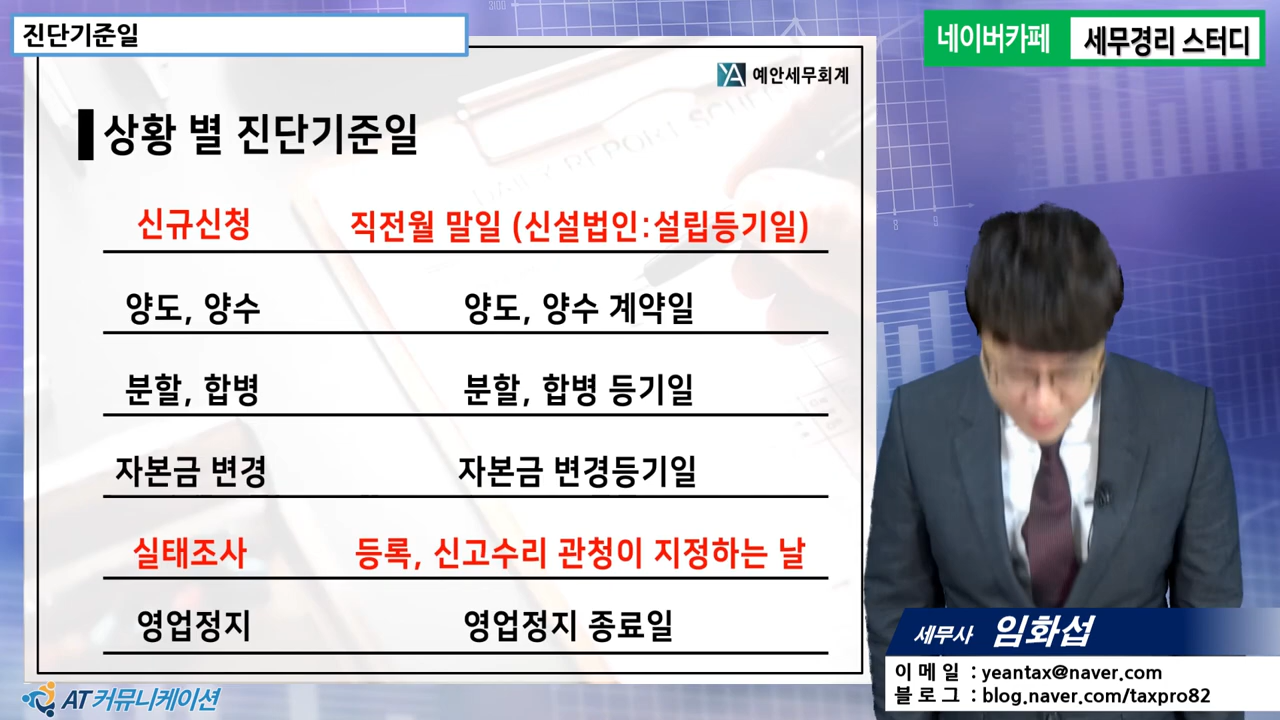 진단기준일
네이버카페 세무경리 스터디
YA 예안세무회계
상황 별 진단기준일
신규신청 직전월 말일 (신설법인:설립등기일)
양도, 양수 양도, 양수 계약일
분할, 합병 분할, 합병 등기일
자본금 변경 자본금 변경등기일
실태조사 등록, 신고수리 관청이 지정하는 날
영업정지 영업정지 종료일
세무사 임화섭
이 메 일 : yeantax@naver.com
블 로 그 : blog.naver.com/taxpro82
AT커뮤니케이션